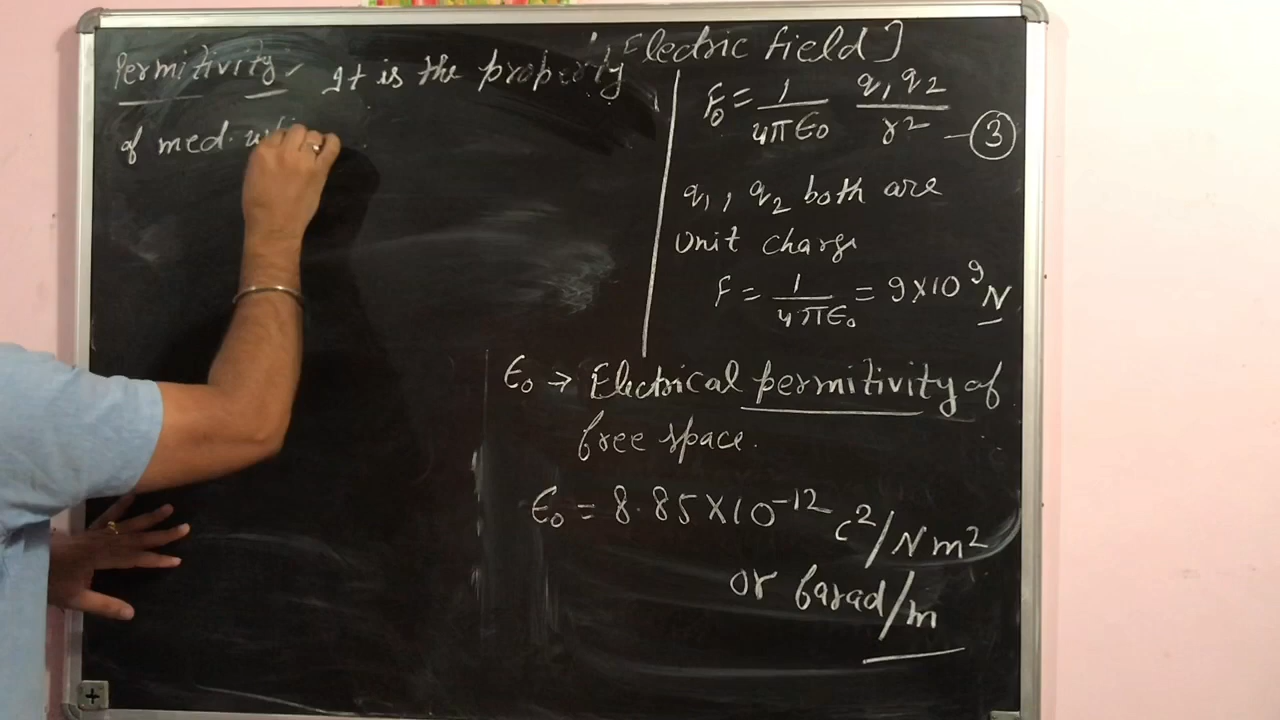 [Electric field]
Permitivity - It is the property
of med.
F₀ = 1/4πε₀ q₁q₂/r² - ③
q₁, q₂ both are
Unit charge
F = 1/4πε₀ = 9×10⁹ N
ε₀ → Electrical permitivity of
free space.
ε₀ = 8.85×10⁻¹² C²/Nm²
or farad/m